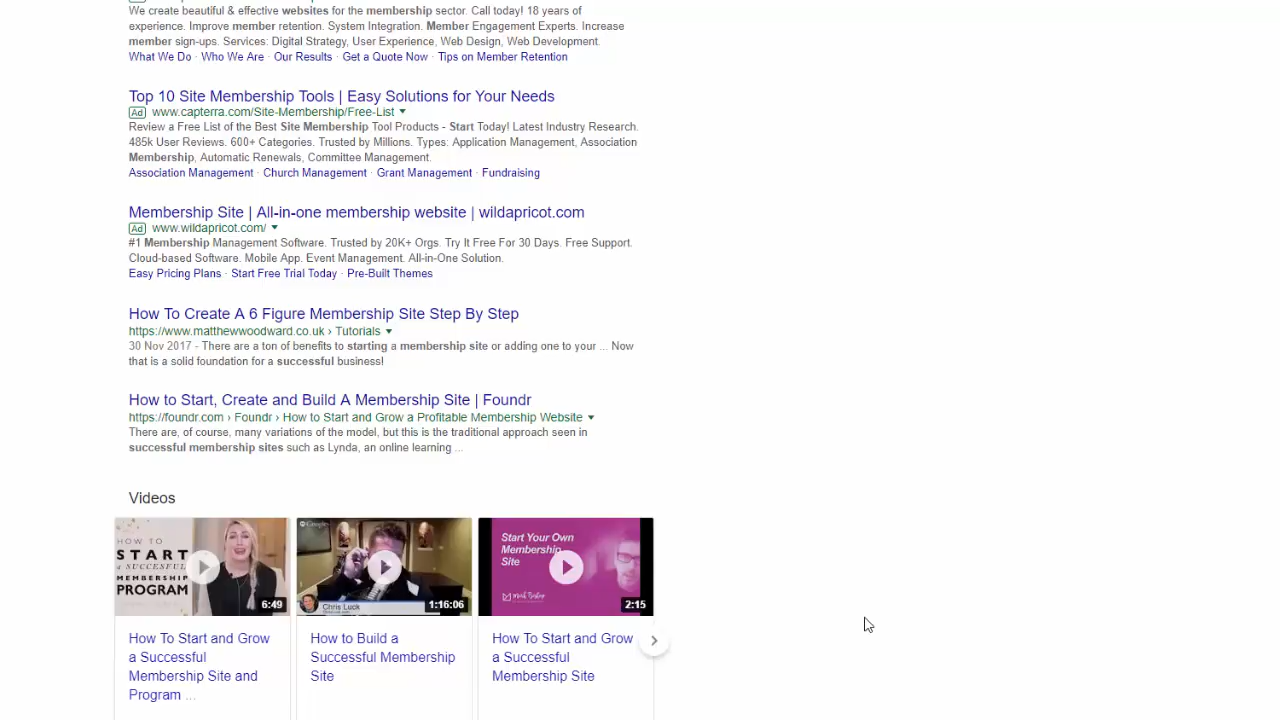 We create beautiful & effective websites for the membership sector. Call today! 18 years of
experience. Improve member retention. System Integration. Member Engagement Experts. Increase
member sign-ups. Services: Digital Strategy, User Experience, Web Design, Web Development.
What We Do · Who We Are · Our Results · Get a Quote Now · Tips on Member Retention
Top 10 Site Membership Tools | Easy Solutions for Your Needs
Ad www.capterra.com/Site-Membership/Free-List
Review a Free List of the Best Site Membership Tool Products - Start Today! Latest Industry Research.
485k User Reviews. 600+ Categories. Trusted by Millions. Types: Application Management, Association
Membership, Automatic Renewals, Committee Management.
Association Management · Church Management · Grant Management · Fundraising
Membership Site | All-in-one membership website | wildapricot.com
Ad www.wildapricot.com/
#1 Membership Management Software. Trusted by 20K+ Orgs. Try It Free For 30 Days. Free Support.
Cloud-based Software. Mobile App. Event Management. All-in-One Solution.
Easy Pricing Plans · Start Free Trial Today · Pre-Built Themes
How To Create A 6 Figure Membership Site Step By Step
https://www.matthewwoodward.co.uk › Tutorials
30 Nov 2017 - There are a ton of benefits to starting a membership site or adding one to your ... Now
that is a solid foundation for a successful business!
How to Start, Create and Build A Membership Site | Foundr
https://foundr.com › Foundr › How to Start and Grow a Profitable Membership Website
There are, of course, many variations of the model, but this is the traditional approach seen in
successful membership sites such as Lynda, an online learning ...
Videos
HOW TO
START
a SUCCESSFUL
MEMBERSHIP
PROGRAM
6:49
Google
Chris Luck
1:16:06
Start Your Own
Membership
Site
2:15
How To Start and Grow
a Successful
Membership Site and
Program ...
How to Build a
Successful Membership
Site
How To Start and Grow
a Successful
Membership Site